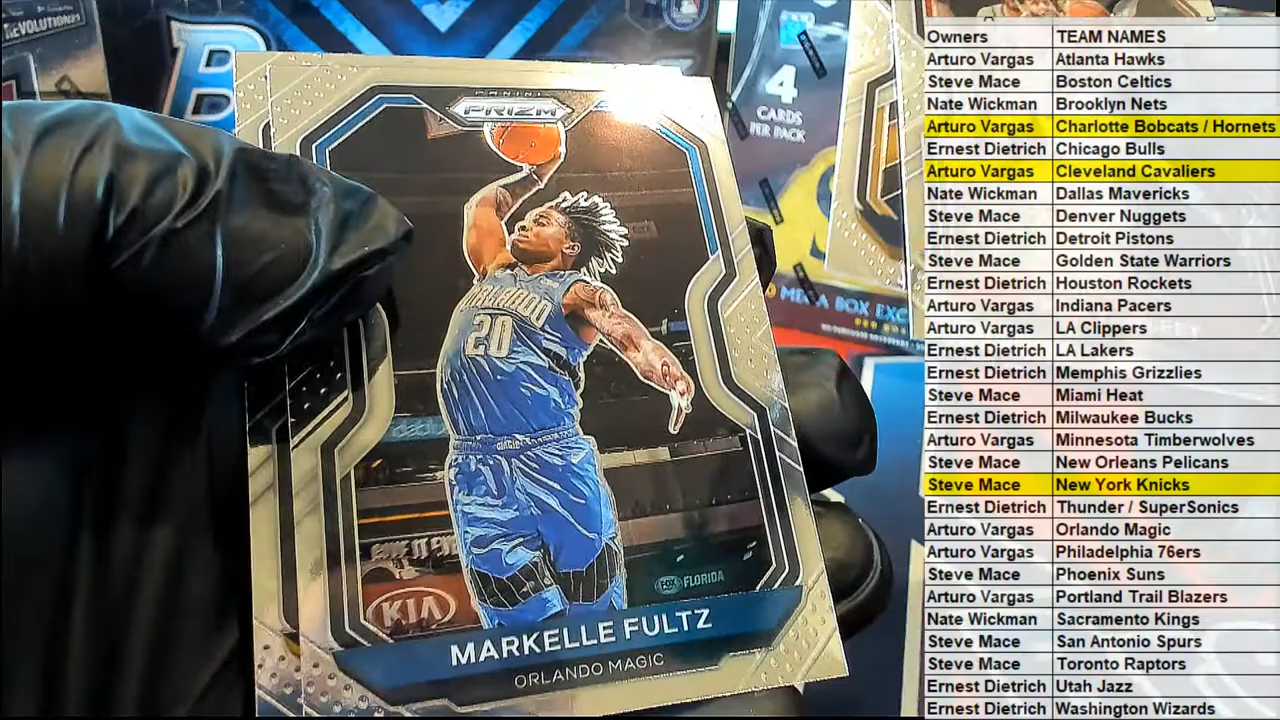 REVOLUTION
B
4
CARDS
PER PACK
MEGA BOX EXC
PANINI
PRIZM
ORLANDO
20
KIA
FOX FLORIDA
MARKELLE FULTZ
ORLANDO MAGIC
Owners TEAM NAMES
Arturo Vargas Atlanta Hawks
Steve Mace Boston Celtics
Nate Wickman Brooklyn Nets
Arturo Vargas Charlotte Bobcats / Hornets
Ernest Dietrich Chicago Bulls
Arturo Vargas Cleveland Cavaliers
Nate Wickman Dallas Mavericks
Steve Mace Denver Nuggets
Ernest Dietrich Detroit Pistons
Steve Mace Golden State Warriors
Ernest Dietrich Houston Rockets
Arturo Vargas Indiana Pacers
Arturo Vargas LA Clippers
Ernest Dietrich LA Lakers
Ernest Dietrich Memphis Grizzlies
Steve Mace Miami Heat
Ernest Dietrich Milwaukee Bucks
Arturo Vargas Minnesota Timberwolves
Steve Mace New Orleans Pelicans
Steve Mace New York Knicks
Ernest Dietrich Thunder / SuperSonics
Arturo Vargas Orlando Magic
Arturo Vargas Philadelphia 76ers
Steve Mace Phoenix Suns
Arturo Vargas Portland Trail Blazers
Nate Wickman Sacramento Kings
Steve Mace San Antonio Spurs
Steve Mace Toronto Raptors
Ernest Dietrich Utah Jazz
Ernest Dietrich Washington Wizards